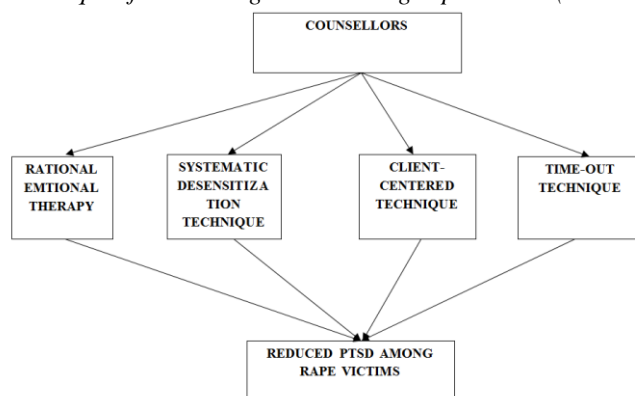 COUNSELLORS
RATIONAL
EMTIONAL
THERAPY
SYSTEMATIC
DESENSITIZA
TION
TECHNIQUE
CLIENT-
CENTERED
TECHNIQUE
TIME-OUT
TECHNIQUE
REDUCED PTSD AMONG
RAPE VICTIMS